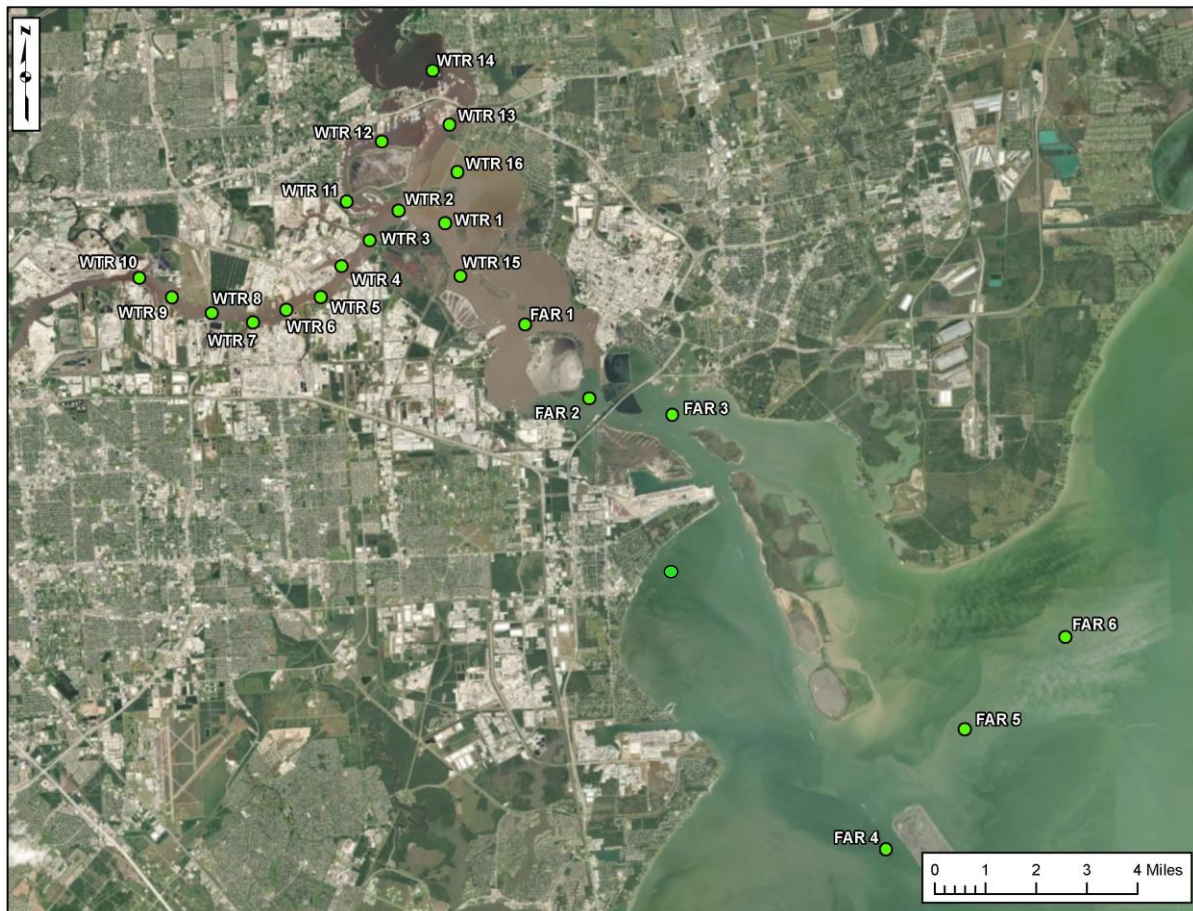 N
WTR 14
WTR 13
WTR 12
WTR 16
WTR 11
WTR 2
WTR 1
WTR 3
WTR 10
WTR 4
WTR 15
WTR 9
WTR 8
WTR 5
WTR 6
WTR 7
FAR 1
FAR 2
FAR 3
FAR 6
FAR 5
FAR 4
0 1 2 3 4 Miles